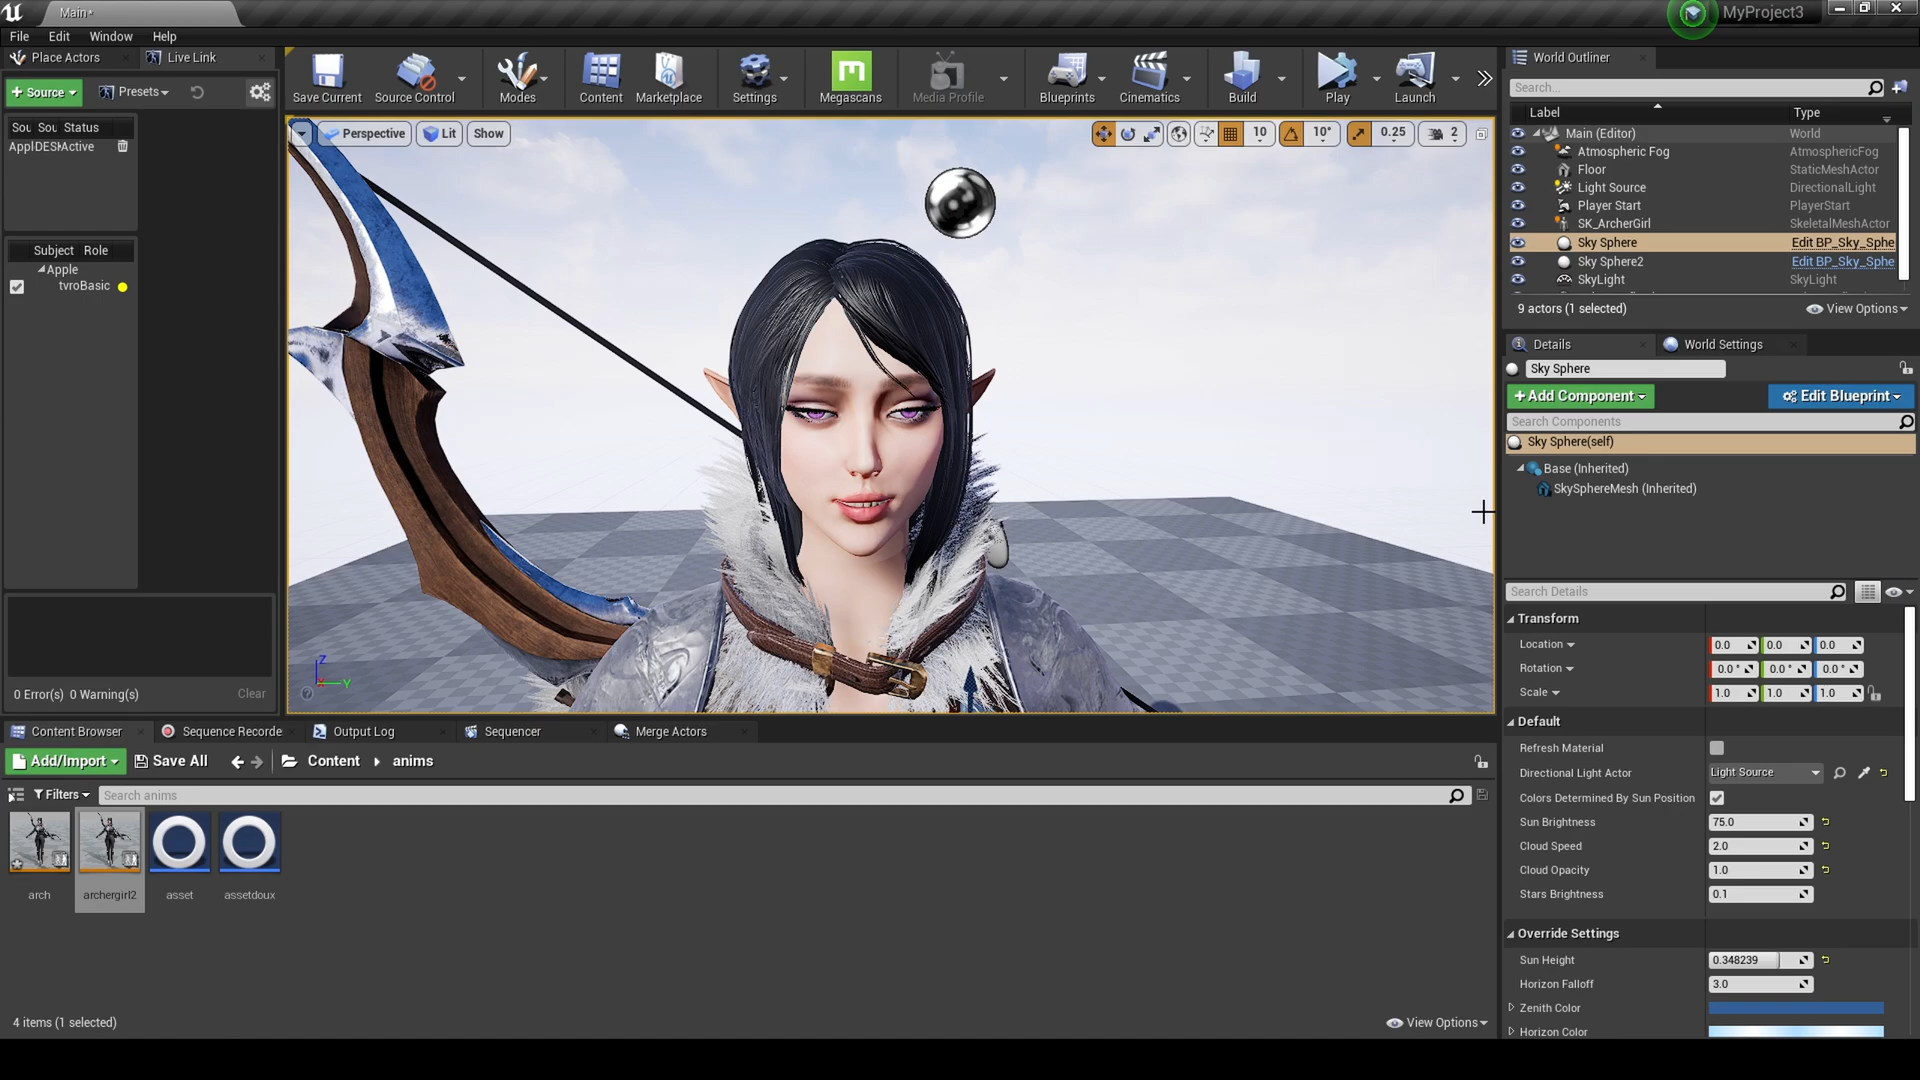 Main*
MyProject3
File Edit Window Help
Place Actors
Live Link
Source
Presets
Sou Sou Status
Appl DESK Active
Subject Role
Apple
tvroBasic
0 Error(s) 0 Warning(s)
Clear
Save Current
Source Control
Modes
Content
Marketplace
Settings
Megascans
Media Profile
Blueprints
Cinematics
Build
Play
Launch
Perspective
Lit
Show
10
10°
0.25
2
Z
Y
World Outliner
Search...
Label Type
Main (Editor) World
Atmospheric Fog AtmosphericFog
Floor StaticMeshActor
Light Source DirectionalLight
Player Start PlayerStart
SK_ArcherGirl SkeletalMeshActor
Sky Sphere Edit BP_Sky_Sphe
Sky Sphere2 Edit BP_Sky_Sphe
SkyLight SkyLight
9 actors (1 selected)
View Options
Details
World Settings
Sky Sphere
+Add Component
Edit Blueprint
Search Components
Sky Sphere(self)
Base (Inherited)
SkySphereMesh (Inherited)
Search Details
Transform
Location 0.0 0.0 0.0
Rotation 0.0° 0.0° 0.0°
Scale 1.0 1.0 1.0
Default
Refresh Material
Directional Light Actor Light Source
Colors Determined By Sun Position
Sun Brightness 75.0
Cloud Speed 2.0
Cloud Opacity 1.0
Stars Brightness 0.1
Override Settings
Sun Height 0.348239
Horizon Falloff 3.0
Zenith Color
Horizon Color
Content Browser
Sequence Recorde
Output Log
Sequencer
Merge Actors
Add/Import
Save All
Content
anims
Filters
Search anims
arch
archergirl2
asset
assetdoux
4 items (1 selected)
View Options